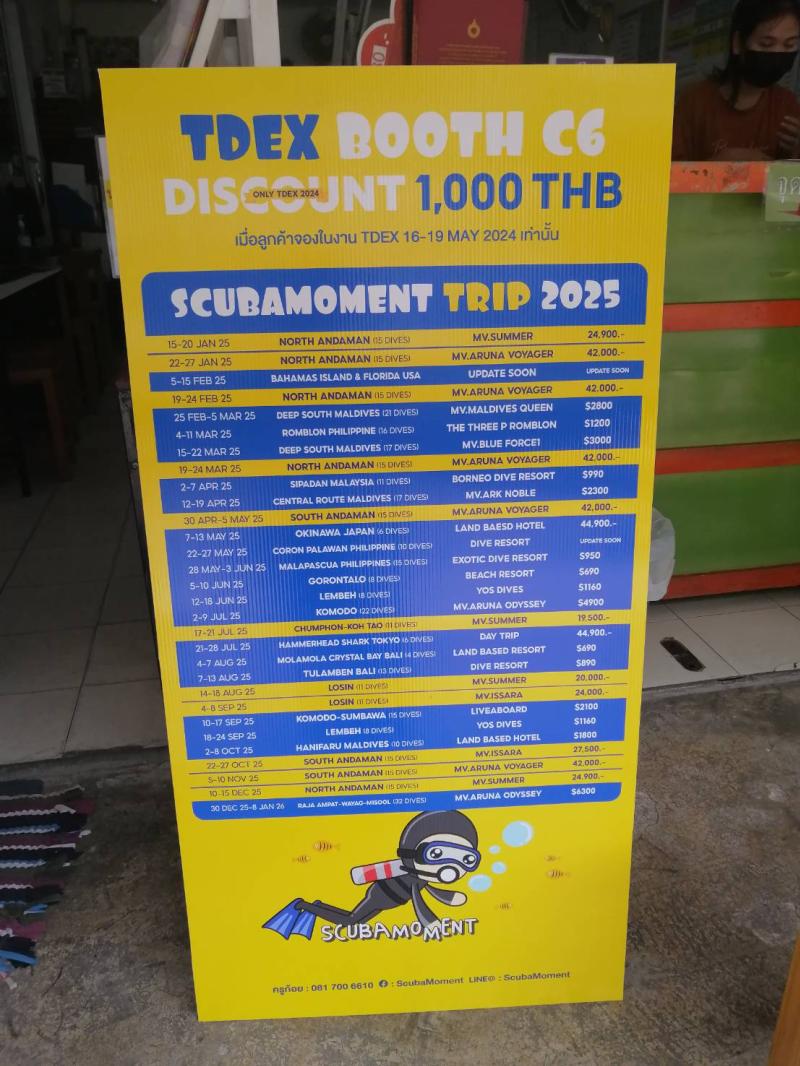 TDEX BOOTH C6
DISCOUNT 1,000 THB
ONLY TDEX 2024
เมื่อลูกค้าจองในงาน TDEX 16-19 MAY 2024 เท่านั้น
SCUBAMOMENT TRIP 2025
15-20 JAN 25 NORTH ANDAMAN (15 DIVES) MV.SUMMER 24,900.-
22-27 JAN 25 NORTH ANDAMAN (15 DIVES) MV.ARUNA VOYAGER 42,000.-
5-15 FEB 25 BAHAMAS ISLAND & FLORIDA USA UPDATE SOON UPDATE SOON
19-24 FEB 25 NORTH ANDAMAN (15 DIVES) MV.ARUNA VOYAGER 42,000.-
25 FEB-5 MAR 25 DEEP SOUTH MALDIVES (21 DIVES) MV.MALDIVES QUEEN $2800
4-11 MAR 25 ROMBLON PHILIPPINE (16 DIVES) THE THREE P ROMBLON $1200
15-22 MAR 25 DEEP SOUTH MALDIVES (17 DIVES) MV.BLUE FORCE1 $3000
19-24 MAR 25 NORTH ANDAMAN (15 DIVES) MV.ARUNA VOYAGER 42,000.-
2-7 APR 25 SIPADAN MALAYSIA (11 DIVES) BORNEO DIVE RESORT $990
12-19 APR 25 CENTRAL ROUTE MALDIVES (17 DIVES) MV.ARK NOBLE $2300
30 APR-5 MAY 25 SOUTH ANDAMAN (15 DIVES) MV.ARUNA VOYAGER 42,000.-
7-13 MAY 25 OKINAWA JAPAN (6 DIVES) LAND BAESD HOTEL 44,900.-
22-27 MAY 25 CORON PALAWAN PHILIPPINE (10 DIVES) DIVE RESORT UPDATE SOON
28 MAY-3 JUN 25 MALAPASCUA PHILIPPINES (15 DIVES) EXOTIC DIVE RESORT $950
5-10 JUN 25 GORONTALO (8 DIVES) BEACH RESORT $690
12-18 JUN 25 LEMBEH (8 DIVES) YOS DIVES $1160
2-9 JUL 25 KOMODO (22 DIVES) MV.ARUNA ODYSSEY $4900
17-21 JUL 25 CHUMPHON-KOH TAO (11 DIVES) MV.SUMMER 19,500.-
21-28 JUL 25 HAMMERHEAD SHARK TOKYO (6 DIVES) DAY TRIP 44,900.-
4-7 AUG 25 MOLAMOLA CRYSTAL BAY BALI (4 DIVES) LAND BASED RESORT $690
7-13 AUG 25 TULAMBEN BALI (13 DIVES) DIVE RESORT $890
14-18 AUG 25 LOSIN (11 DIVES) MV.SUMMER 20,000.-
4-8 SEP 25 LOSIN (11 DIVES) MV.ISSARA 24,000.-
10-17 SEP 25 KOMODO-SUMBAWA (15 DIVES) LIVEABOARD $2100
18-24 SEP 25 LEMBEH (8 DIVES) YOS DIVES $1160
2-8 OCT 25 HANIFARU MALDIVES (10 DIVES) LAND BASED HOTEL $1800
22-27 OCT 25 SOUTH ANDAMAN (15 DIVES) MV.ISSARA 27,500.-
5-10 NOV 25 SOUTH ANDAMAN (15 DIVES) MV.ARUNA VOYAGER 42,000.-
10-15 DEC 25 NORTH ANDAMAN (15 DIVES) MV.SUMMER 24,900.-
30 DEC 25-8 JAN 26 RAJA AMPAT-WAYAG-MISOOL (32 DIVES) MV.ARUNA ODYSSEY $6300
SCUBAMOMENT
ครูก้อย : 081 700 6610 : ScubaMoment LINE@ : ScubaMoment